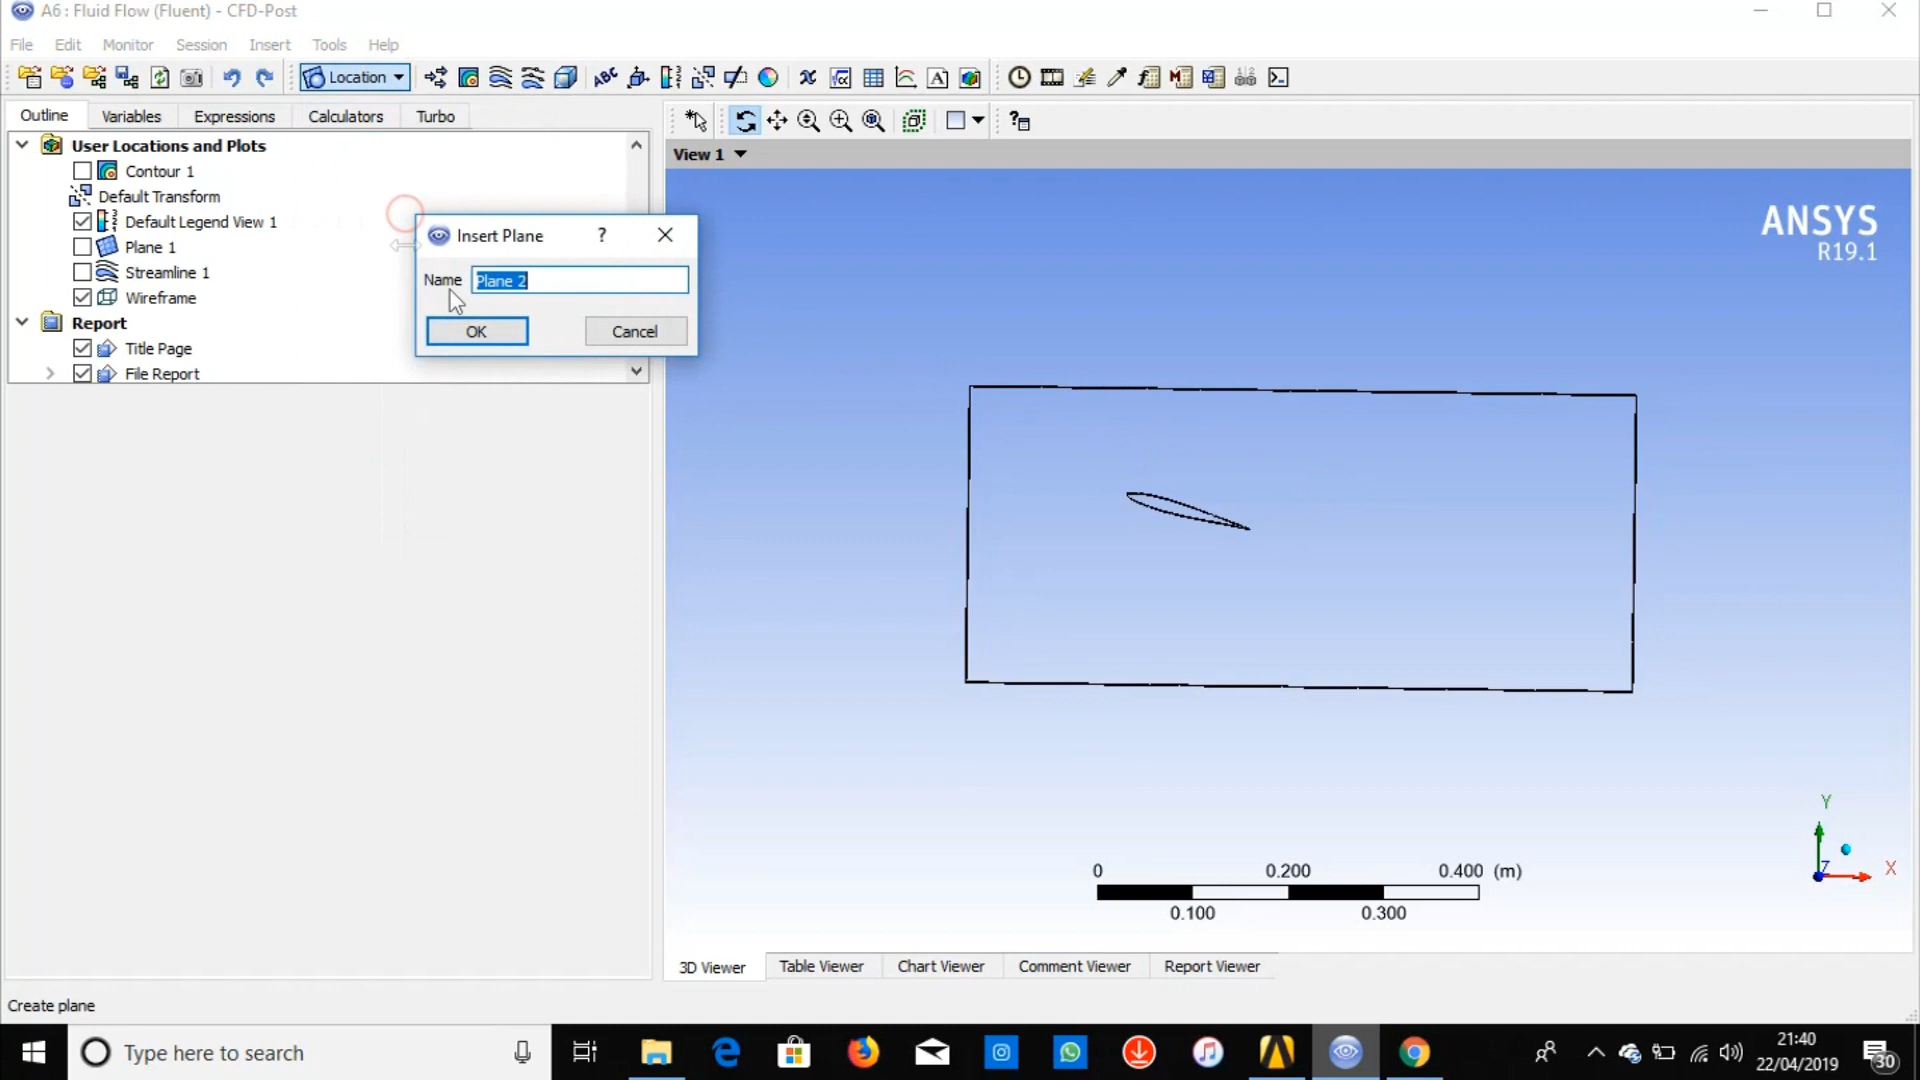 A6 : Fluid Flow (Fluent) - CFD-Post
File Edit Monitor Session Insert Tools Help
Location
Outline Variables Expressions Calculators Turbo
User Locations and Plots
Contour 1
Default Transform
Default Legend View 1
Plane 1
Streamline 1
Wireframe
Report
Title Page
File Report
Insert Plane ?
Name Plane 2
OK Cancel
View 1
ANSYS
R19.1
Y
Z X
0 0.200 0.400 (m)
0.100 0.300
3D Viewer Table Viewer Chart Viewer Comment Viewer Report Viewer
Create plane
Type here to search
21:40
22/04/2019
30